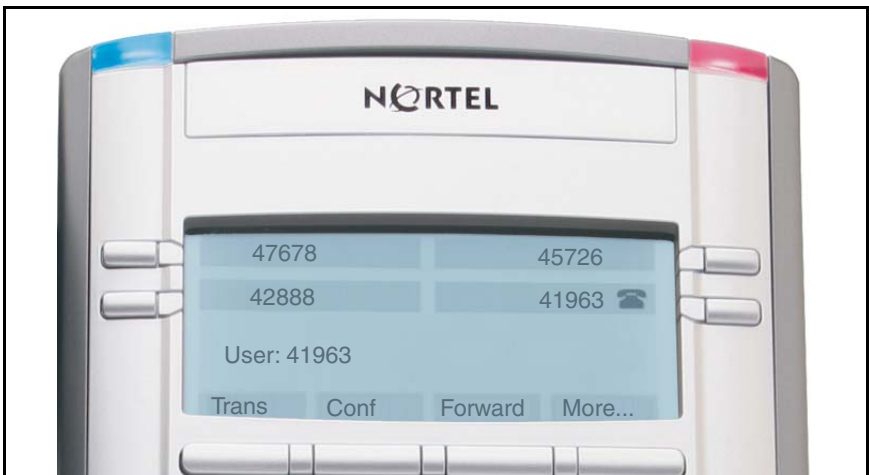 NORTEL
47678 45726
42888 41963
User: 41963
Trans Conf Forward More...